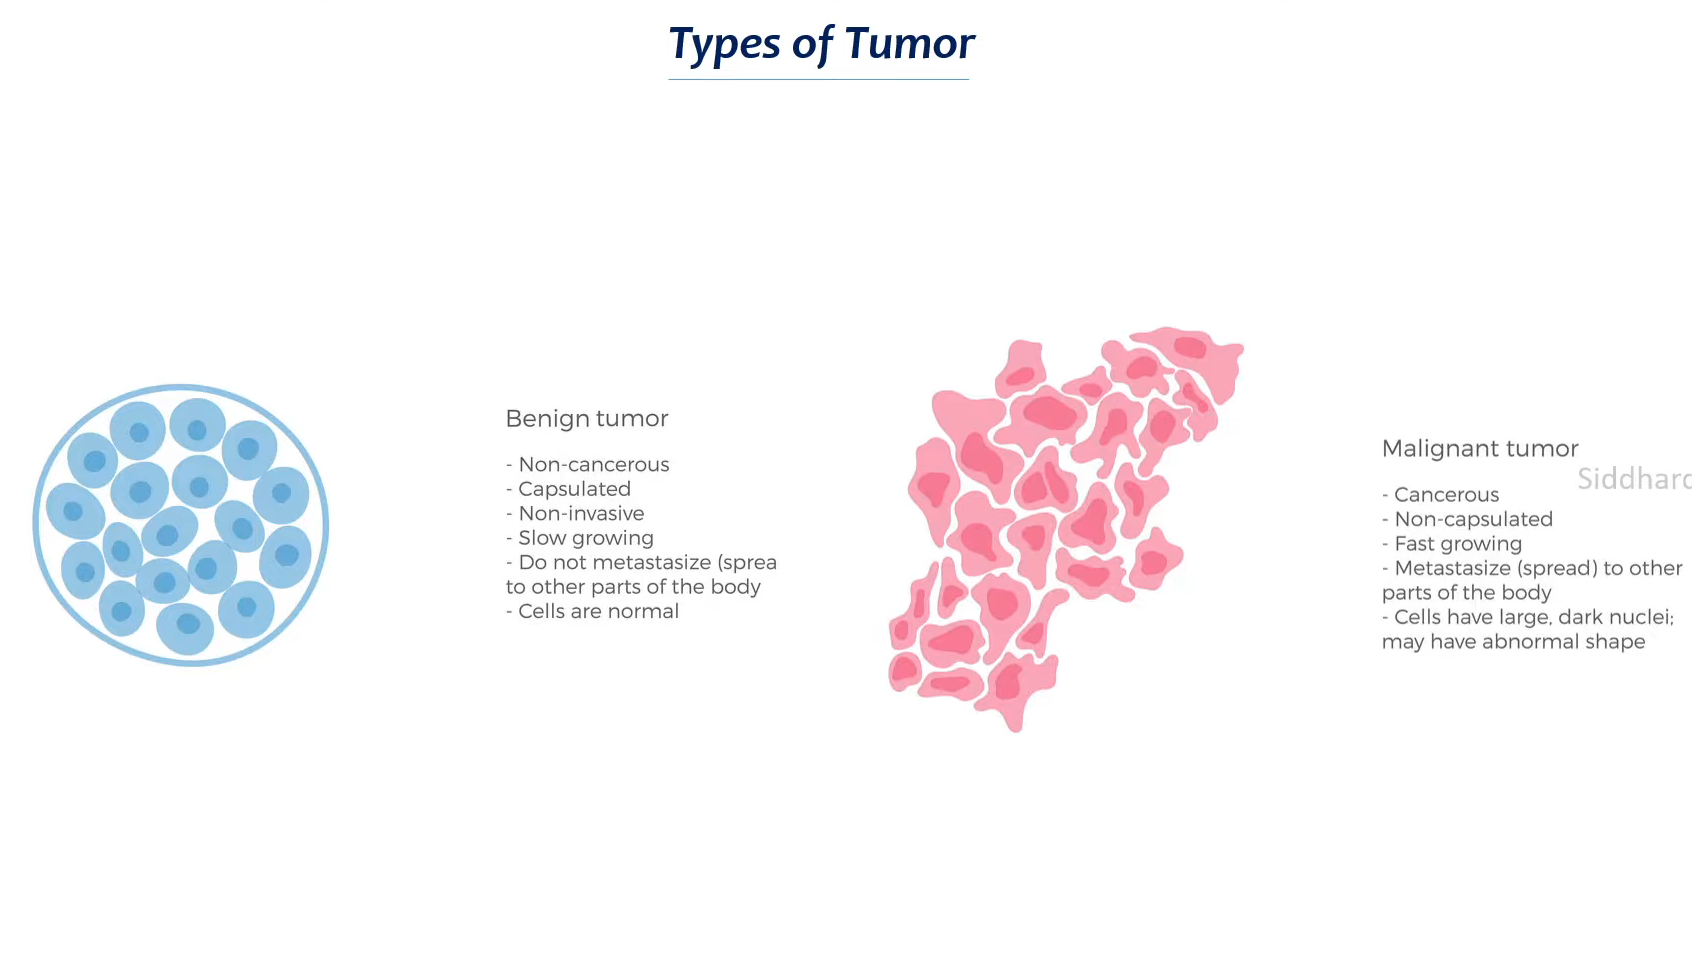 Types of Tumor
Benign tumor
- Non-cancerous
- Capsulated
- Non-invasive
- Slow growing
- Do not metastasize (sprea
to other parts of the body
- Cells are normal
Malignant tumor
Siddhard
- Cancerous
- Non-capsulated
- Fast growing
- Metastasize (spread) to other
parts of the body
- Cells have large, dark nuclei;
may have abnormal shape